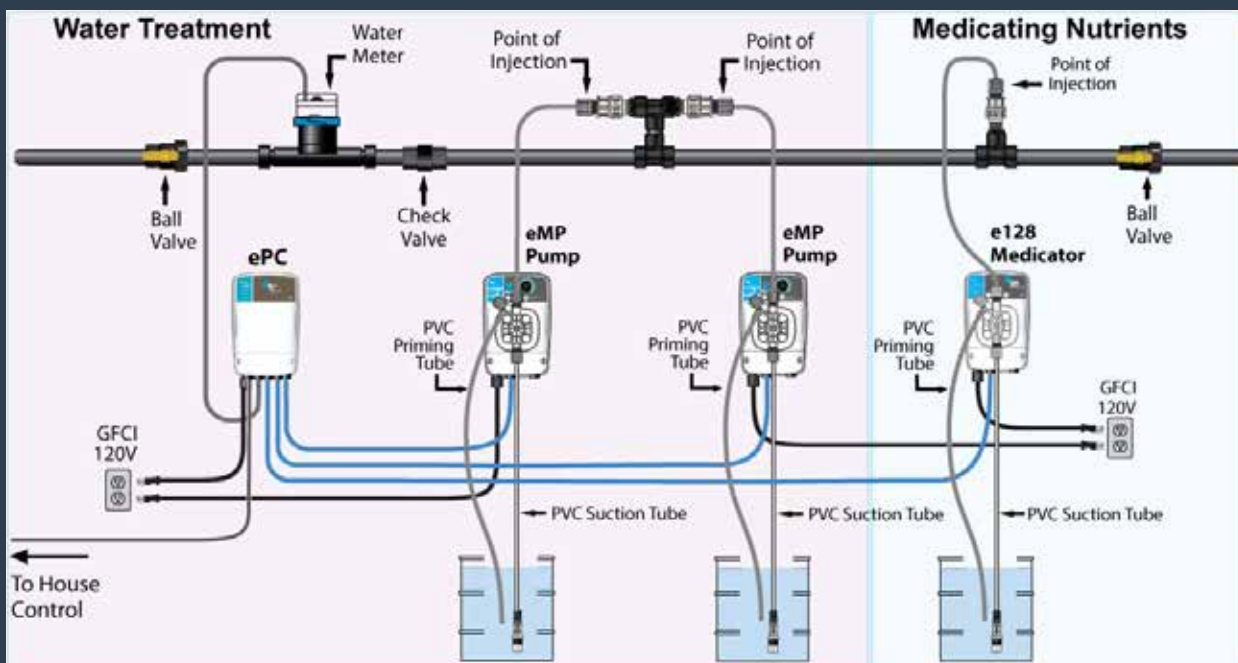 Water Treatment
Medicating Nutrients
Water
Meter
Point of
Injection
Point of
Injection
Point of
Injection
Ball
Valve
Check
Valve
Ball
Valve
ePC
eMP
Pump
eMP
Pump
e128
Medicator
PVC
Priming
Tube
PVC
Priming
Tube
PVC
Priming
Tube
GFCI
120V
GFCI
120V
PVC Suction Tube
PVC Suction Tube
PVC Suction Tube
To House
Control